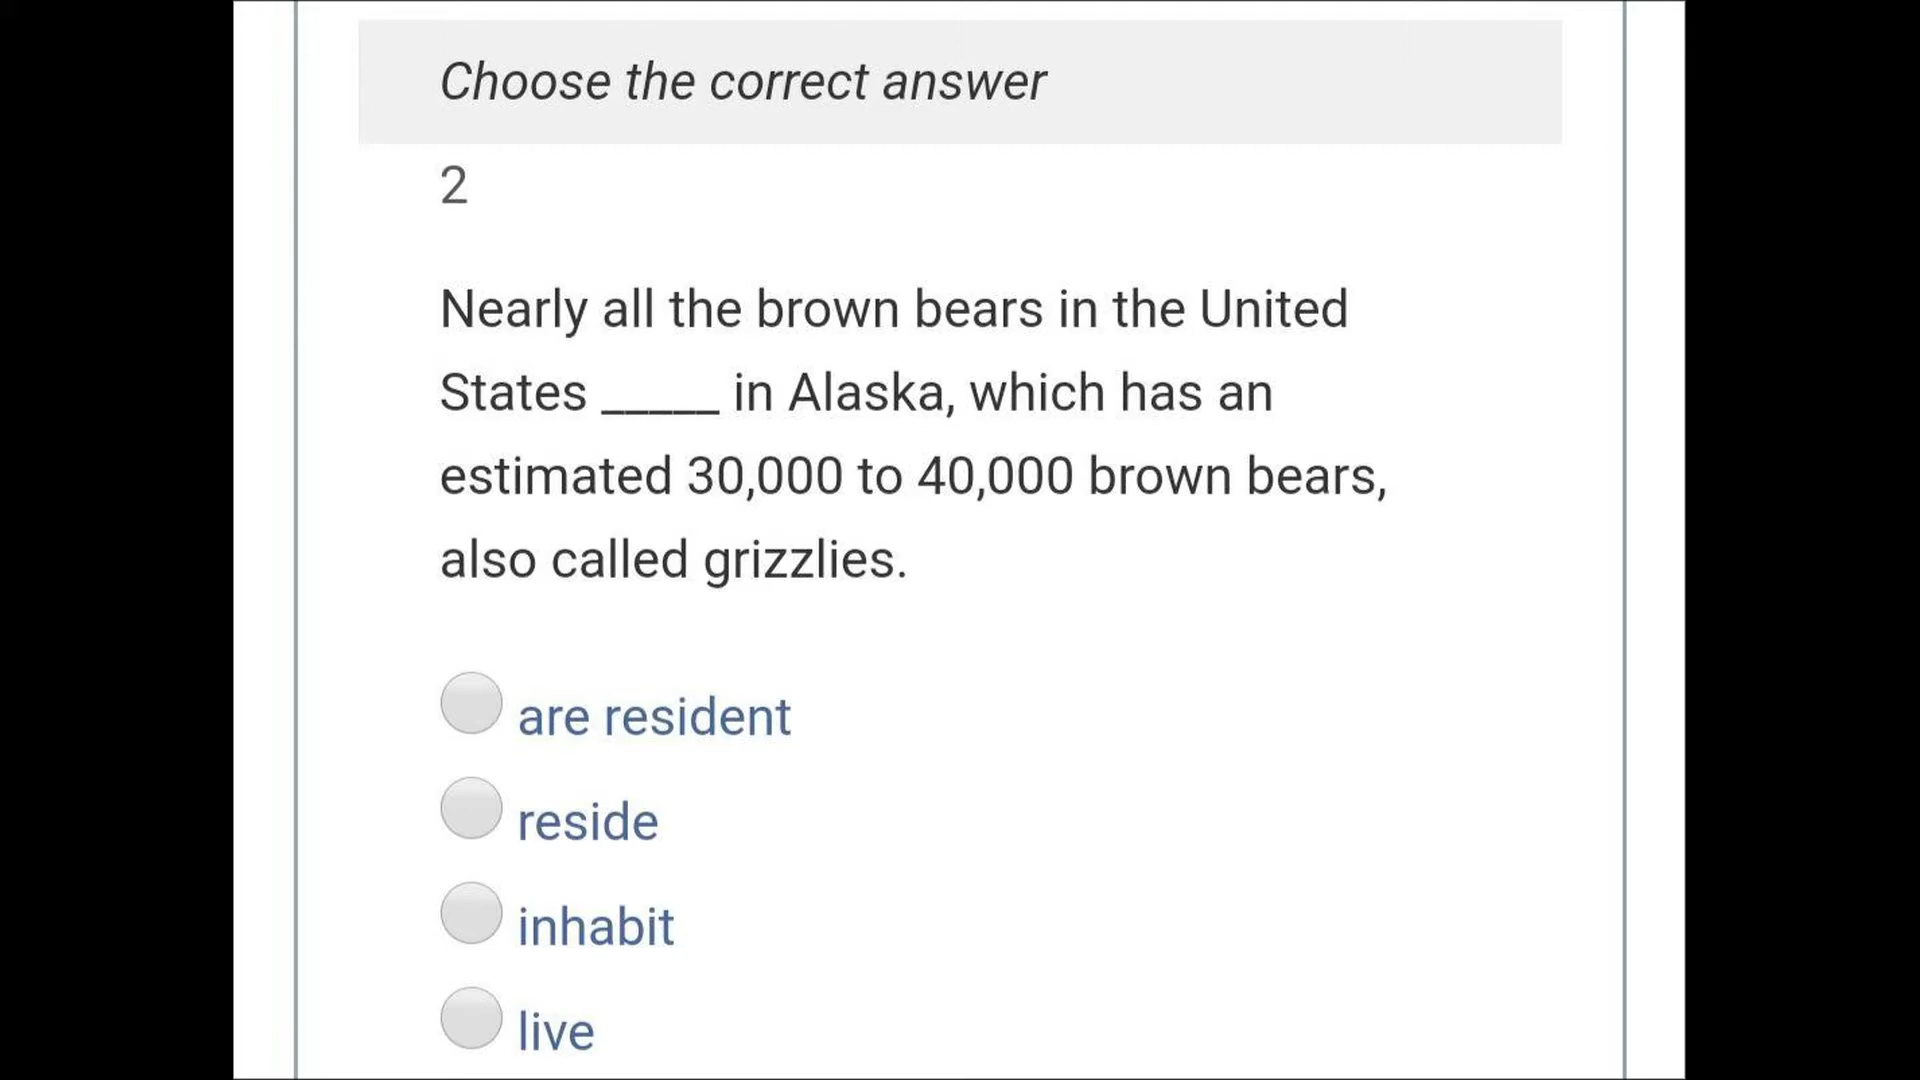 Choose the correct answer
2
Nearly all the brown bears in the United
States _____ in Alaska, which has an
estimated 30,000 to 40,000 brown bears,
also called grizzlies.
are resident
reside
inhabit
live